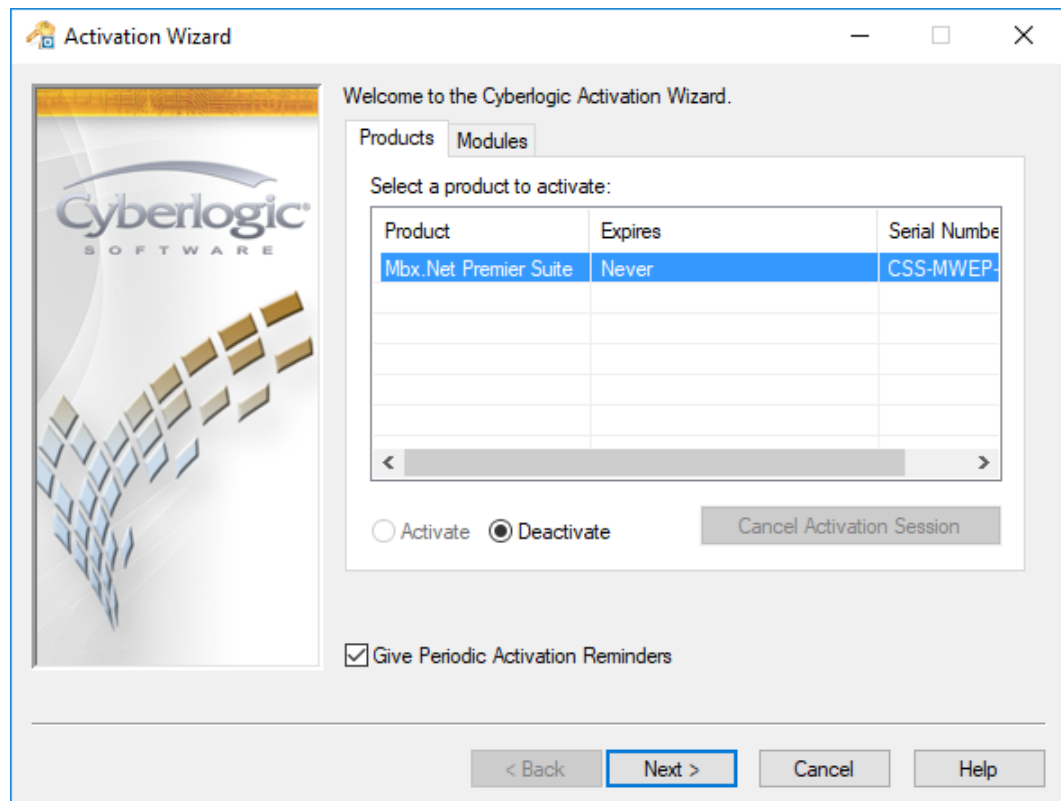 Activation Wizard
Welcome to the Cyberlogic Activation Wizard.
Cyberlogic®
SOFTWARE
Products Modules
Select a product to activate:
Product Expires Serial Numbe
Mbx.Net Premier Suite Never CSS-MWEP-
Activate Deactivate Cancel Activation Session
Give Periodic Activation Reminders
< Back Next > Cancel Help